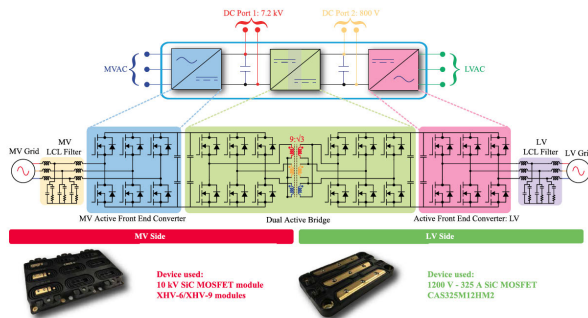 DC Port 1: 7.2 kV
DC Port 2: 800 V
MVAC
LVAC
MV
LCL Filter
MV Grid
9:√3
LV
LCL Filter
LV Gri
MV Active Front End Converter
Dual Active Bridge
Active Front End Converter: LV
MV Side
LV Side
Device used:
10 kV SiC MOSFET module
XHV-6/XHV-9 modules
Device used:
1200 V - 325 A SiC MOSFET
CAS325M12HM2